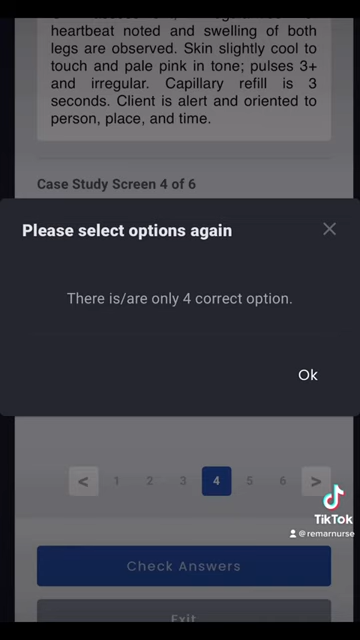 heartbeat noted and swelling of both
legs are observed. Skin slightly cool to
touch and pale pink in tone; pulses 3+
and irregular. Capillary refill is 3
seconds. Client is alert and oriented to
person, place, and time.
Case Study Screen 4 of 6
Please select options again
There is/are only 4 correct option.
Ok
< 1 2 3 4 5 6 >
TikTok
@remarnurse
Check Answers
Exit